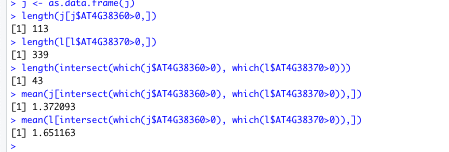 > j <- as.data.frame(j)
> length(j[j$AT4G38360>0,])
[1] 113
> length(l[l$AT4G38370>0,])
[1] 339
> length(intersect(which(j$AT4G38360>0), which(l$AT4G38370>0)))
[1] 43
> mean(j[intersect(which(j$AT4G38360>0), which(l$AT4G38370>0)),])
[1] 1.372093
> mean(l[intersect(which(j$AT4G38360>0), which(l$AT4G38370>0)),])
[1] 1.651163
>